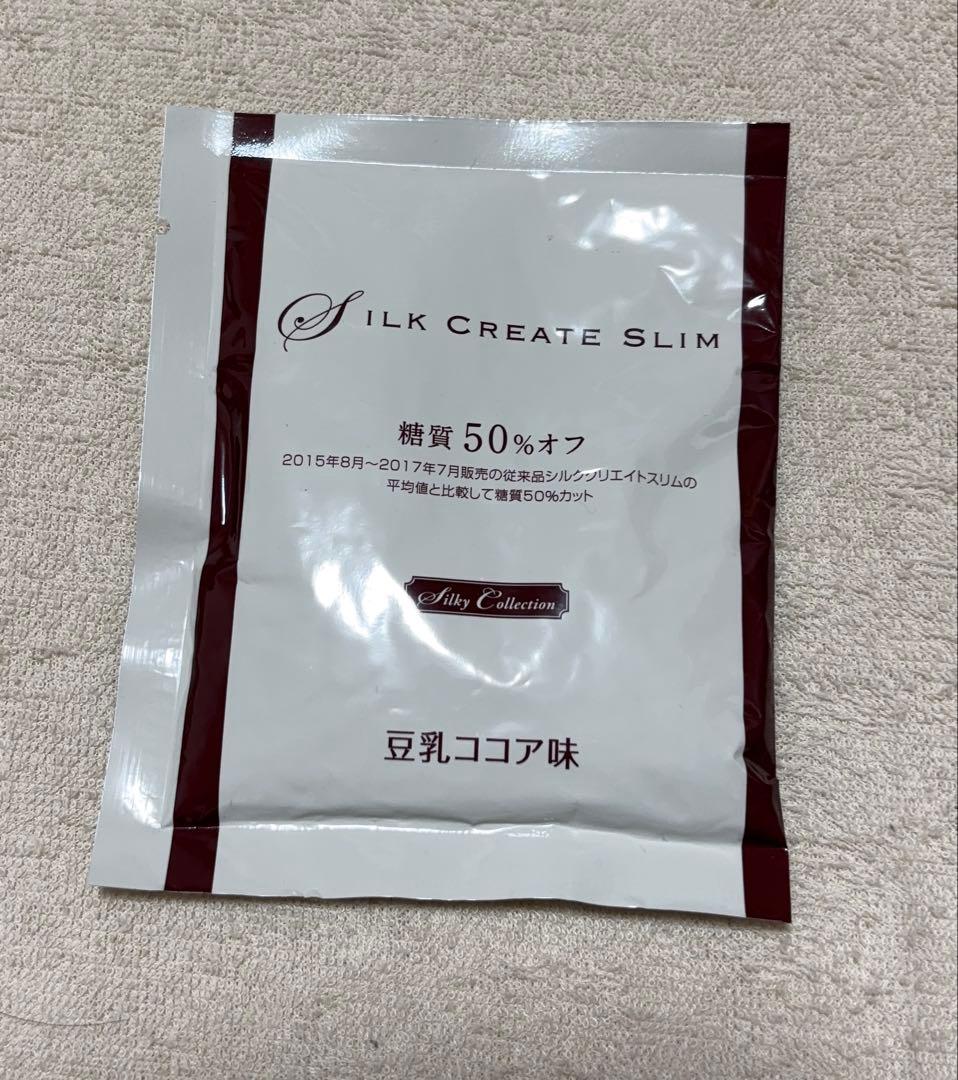 SILK CREATE SLIM
糖質50%オフ
2015年8月～2017年7月販売の従来品シルククリエイトスリムの
平均値と比較して糖質50%カット
Silky Collection
豆乳ココア味